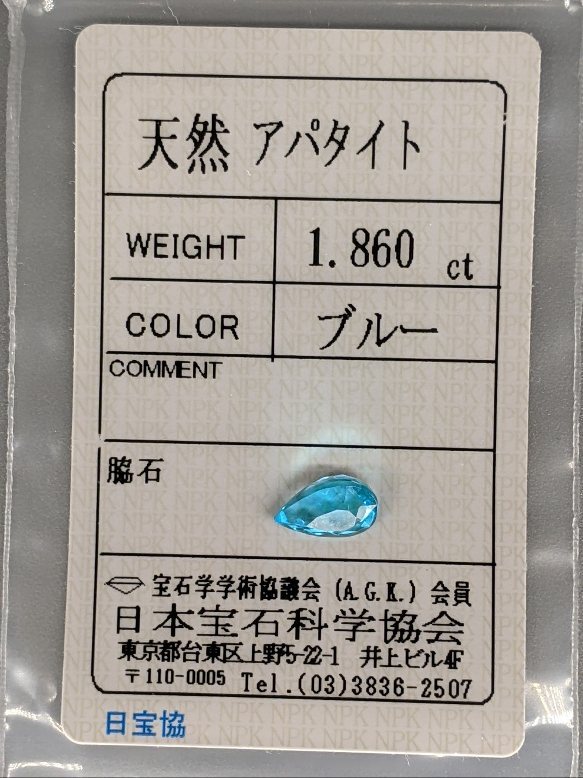 天然 アパタイト
WEIGHT 1.860 ct
COLOR ブルー
COMMENT
脇石
宝石学学術協議会 (A.G.K.) 会員
日本宝石科学協会
東京都台東区上野5-22-1 井上ビル4F
〒110-0005 Tel.(03)3836-2507
日宝協